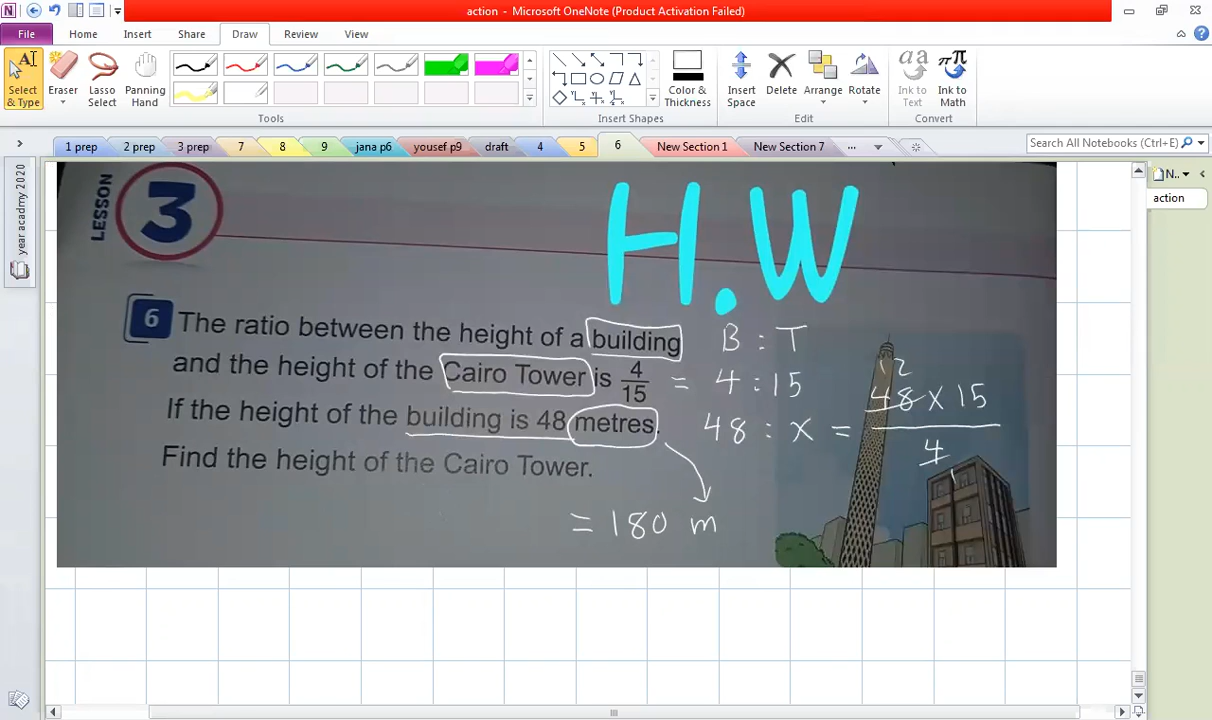 action - Microsoft OneNote (Product Activation Failed)
File Home Insert Share Draw Review View
Select & Type
Eraser
Lasso Select
Panning Hand
Color & Thickness
Insert Space
Delete
Arrange
Rotate
Ink to Text
Ink to Math
Tools
Insert Shapes
Edit
Convert
1 prep 2 prep 3 prep 7 8 9 jana p6 yousef p9 draft 4 5 6 New Section 1 New Section 7 ...
Search All Notebooks (Ctrl+E)
N..
action
year acadmy 2020
LESSON 3
H.W
6 The ratio between the height of a building
and the height of the Cairo Tower is 4/15
If the height of the building is 48 metres.
Find the height of the Cairo Tower.
B : T
= 4 : 15
12
48 : x = 48 x 15
4
1
= 180 m